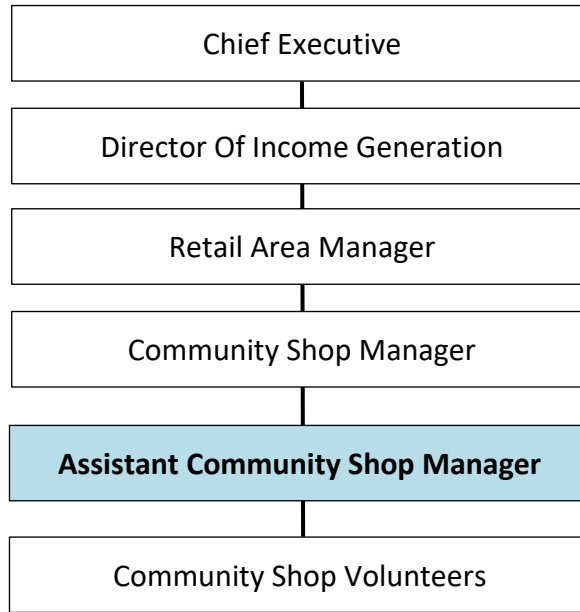 Chief Executive
Director Of Income Generation
Retail Area Manager
Community Shop Manager
Assistant Community Shop Manager
Community Shop Volunteers